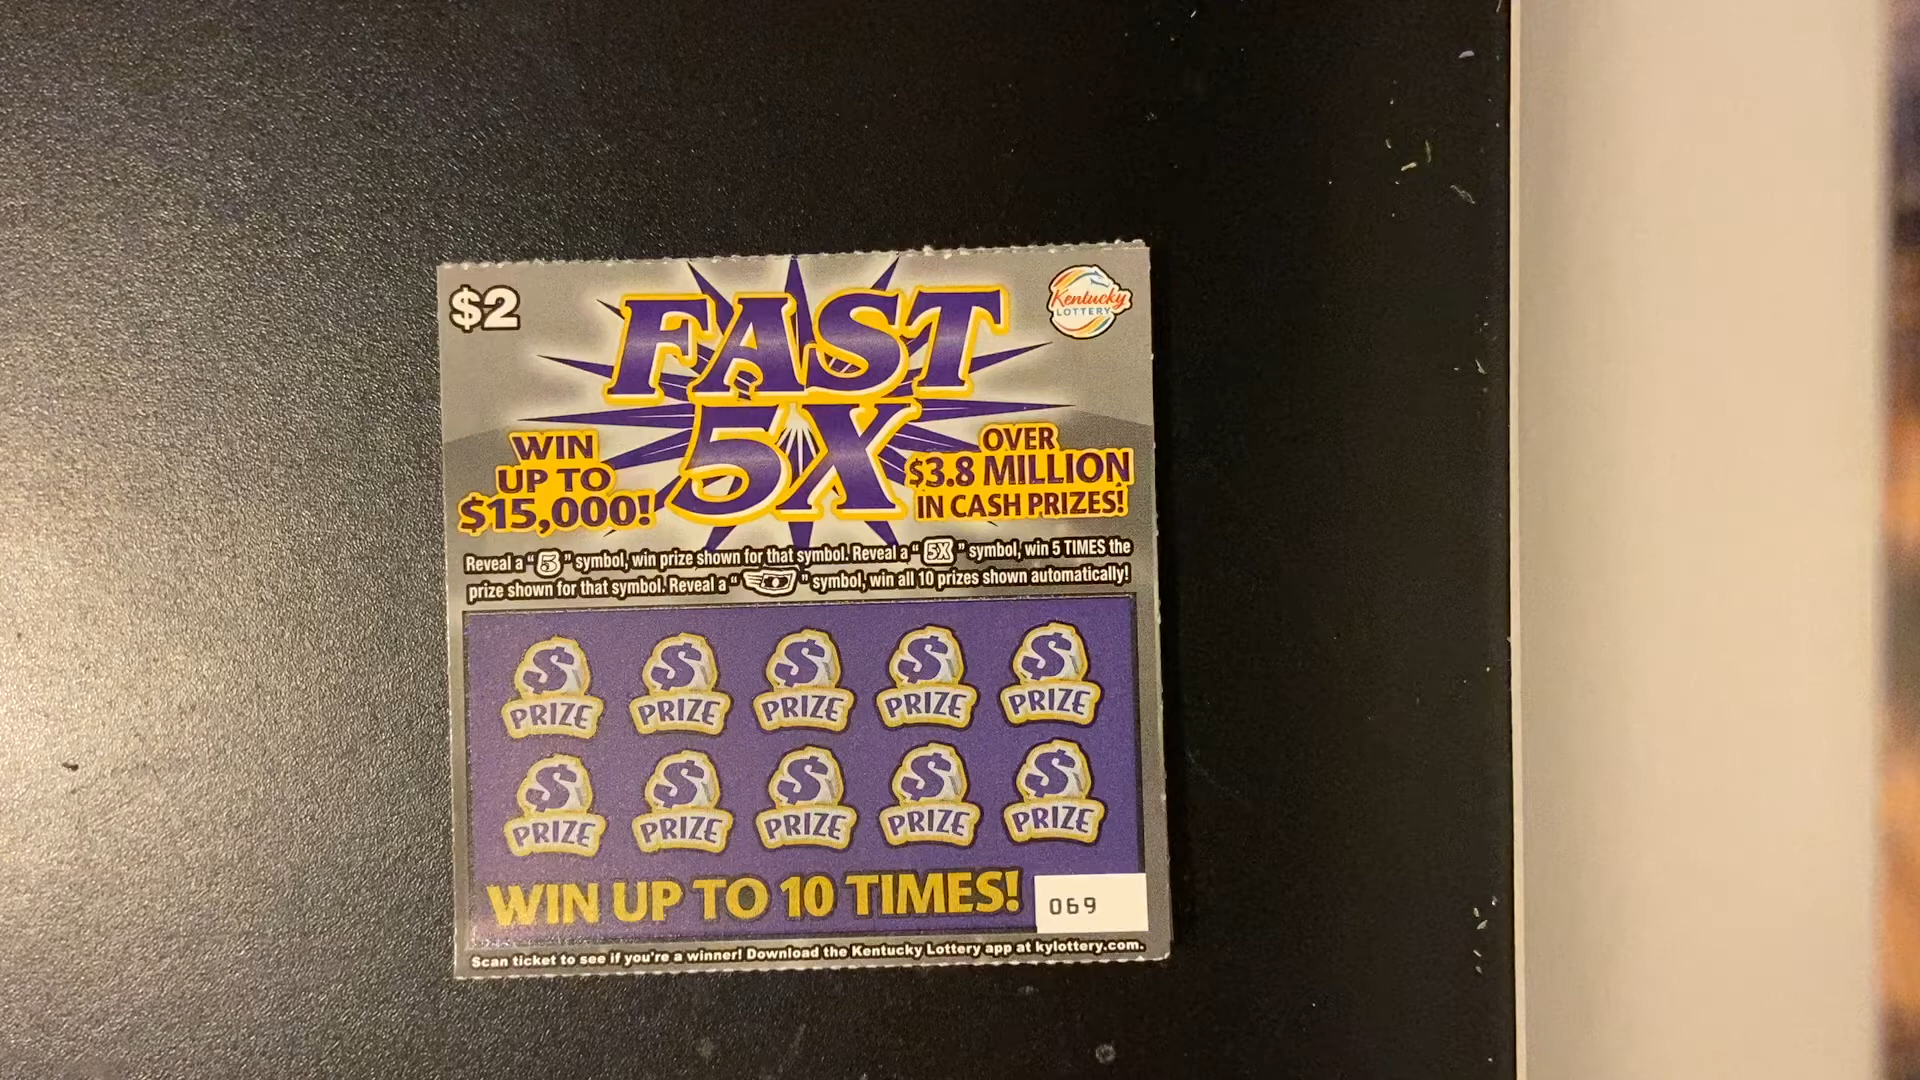 $2
FAST
5X
Kentucky
LOTTERY
WIN
UP TO
$15,000!
OVER
$3.8 MILLION
IN CASH PRIZES!
Reveal a "5" symbol, win prize shown for that symbol. Reveal a "5X" symbol, win 5 TIMES the
prize shown for that symbol. Reveal a " " symbol, win all 10 prizes shown automatically!
$ $ $ $ $
PRIZE PRIZE PRIZE PRIZE PRIZE
$ $ $ $ $
PRIZE PRIZE PRIZE PRIZE PRIZE
WIN UP TO 10 TIMES!
069
Scan ticket to see if you're a winner! Download the Kentucky Lottery app at kylottery.com.